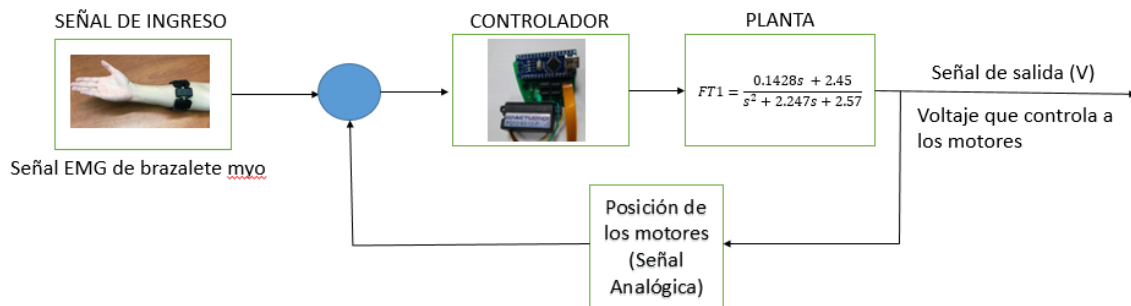 SEÑAL DE INGRESO
Señal EMG de brazalete myo
CONTROLADOR
PLANTA
FT1 = 0.1428s + 2.45 / s² + 2.247s + 2.57
Señal de salida (V)
Voltaje que controla a
los motores
Posición de
los motores
(Señal
Analógica)